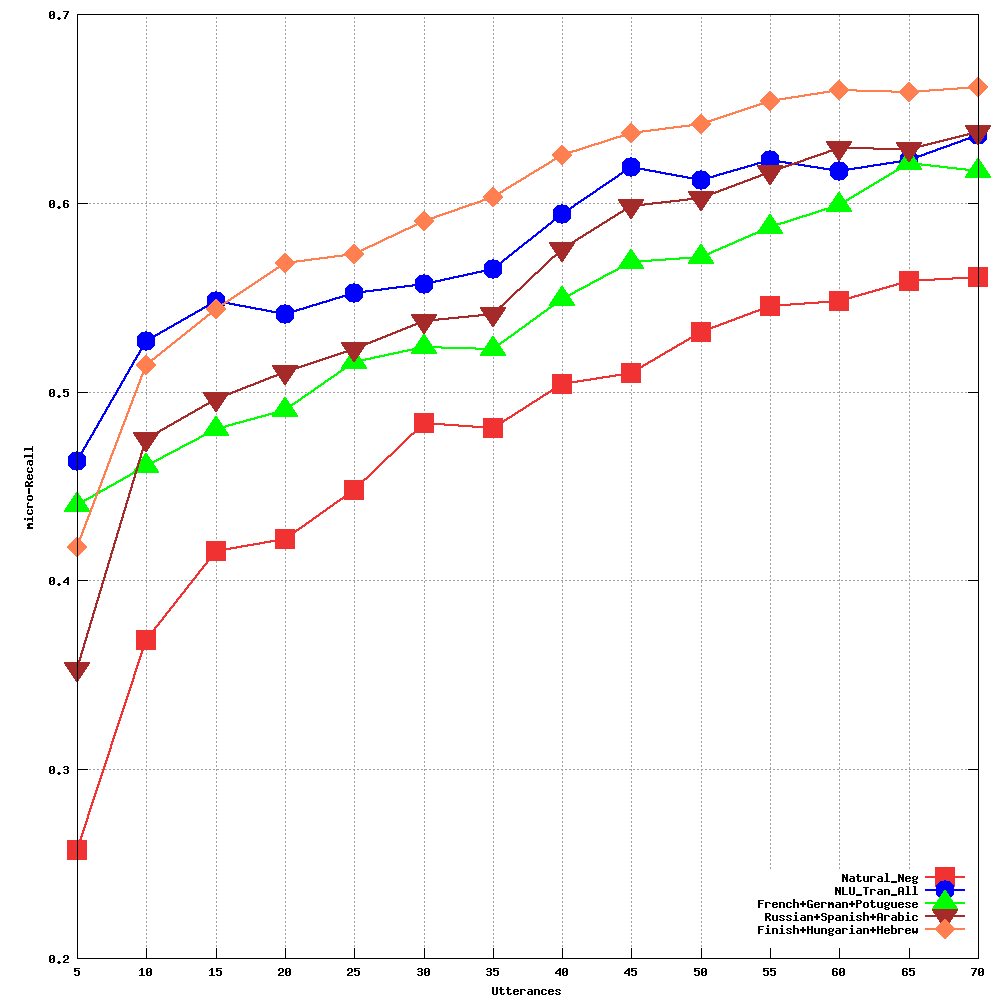 0.7
0.6
0.5
0.4
0.3
0.2
micro-Recall
5 10 15 20 25 30 35 40 45 50 55 60 65 70
Utterances
Natural_Neg
NLU_Tran_All
French+German+Potuguese
Russian+Spanish+Arabic
Finish+Hungarian+Hebrew